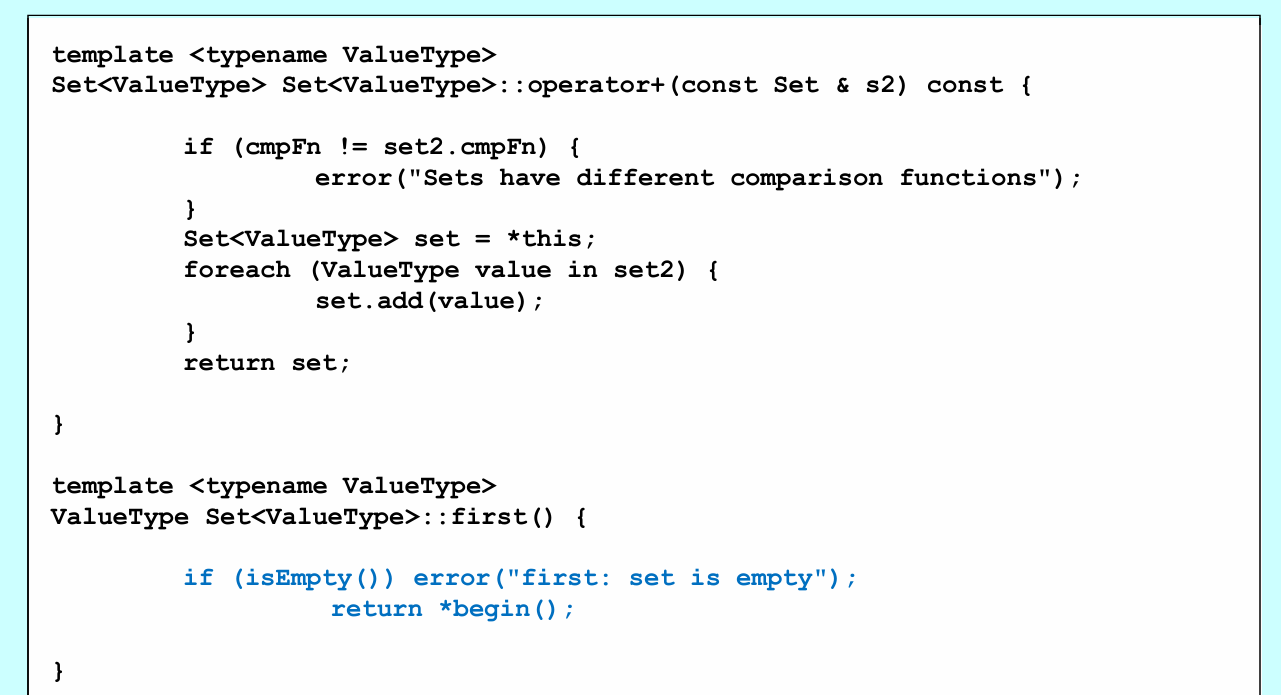 template <typename ValueType>
Set<ValueType> Set<ValueType>::operator+(const Set & s2) const {
if (cmpFn != set2.cmpFn) {
error("Sets have different comparison functions");
}
Set<ValueType> set = *this;
foreach (ValueType value in set2) {
set.add(value);
}
return set;
}
template <typename ValueType>
ValueType Set<ValueType>::first() {
if (isEmpty()) error("first: set is empty");
return *begin();
}